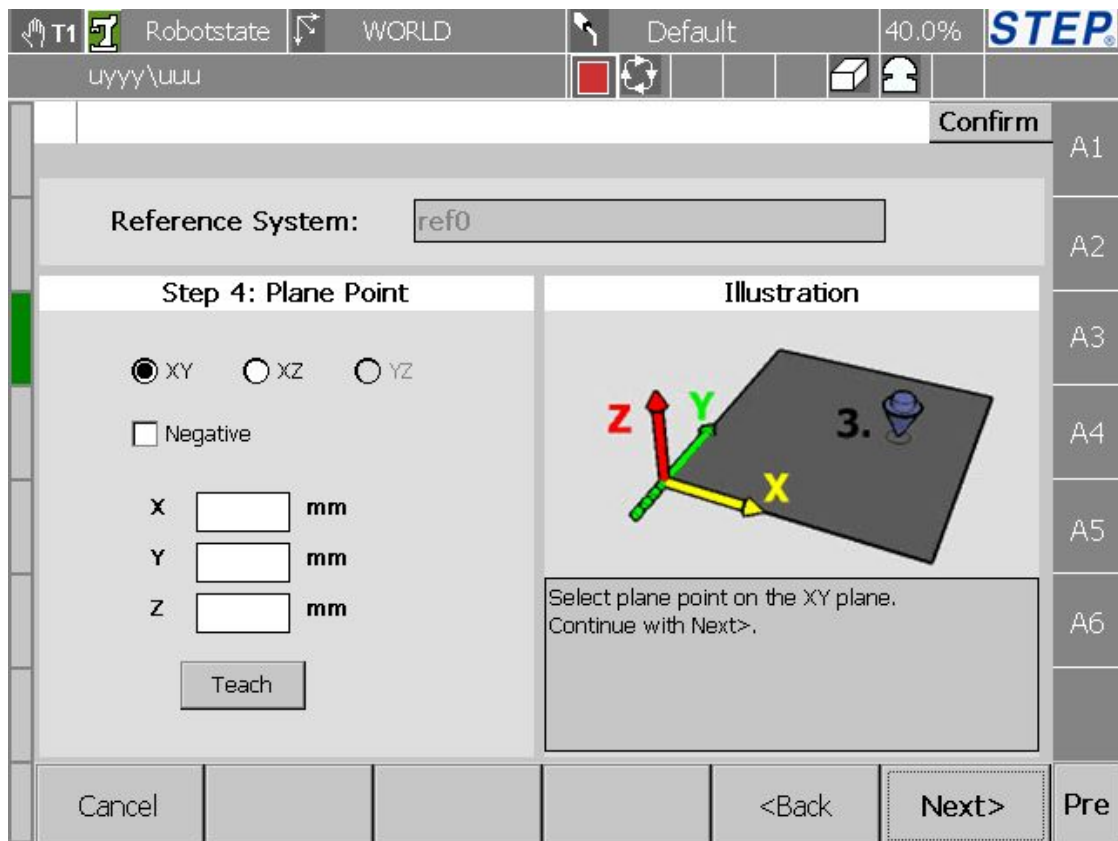 T1 Robotstate WORLD Default 40.0% STEP®
uyyy\uuu
Confirm
A1
Reference System: ref0
A2
Step 4: Plane Point
Illustration
XY XZ YZ
A3
Negative
Z Y X 3.
A4
X mm
Y mm
A5
Z mm
Select plane point on the XY plane.
Continue with Next>.
A6
Teach
Cancel <Back Next> Pre